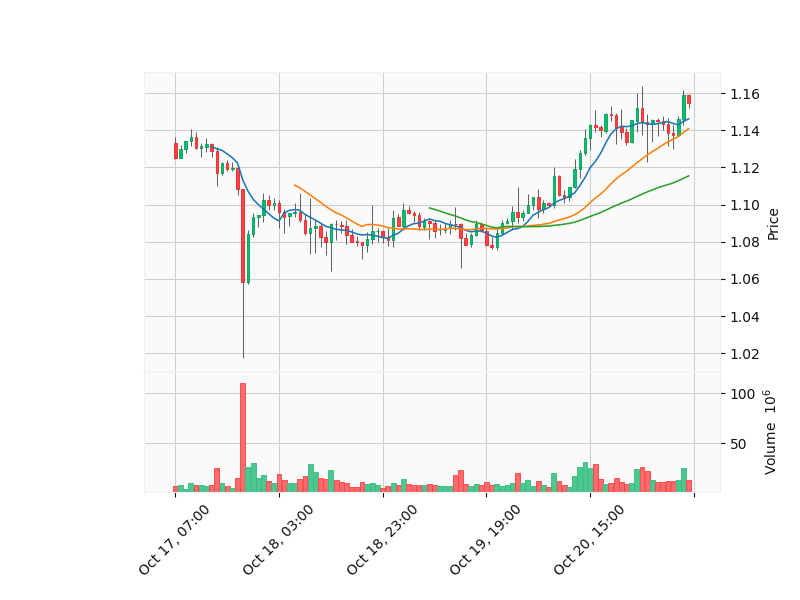 1.16
1.14
1.12
1.10
1.08
1.06
1.04
1.02
Price
100
50
Volume 10^6
Oct 17, 07:00
Oct 18, 03:00
Oct 18, 23:00
Oct 19, 19:00
Oct 20, 15:00